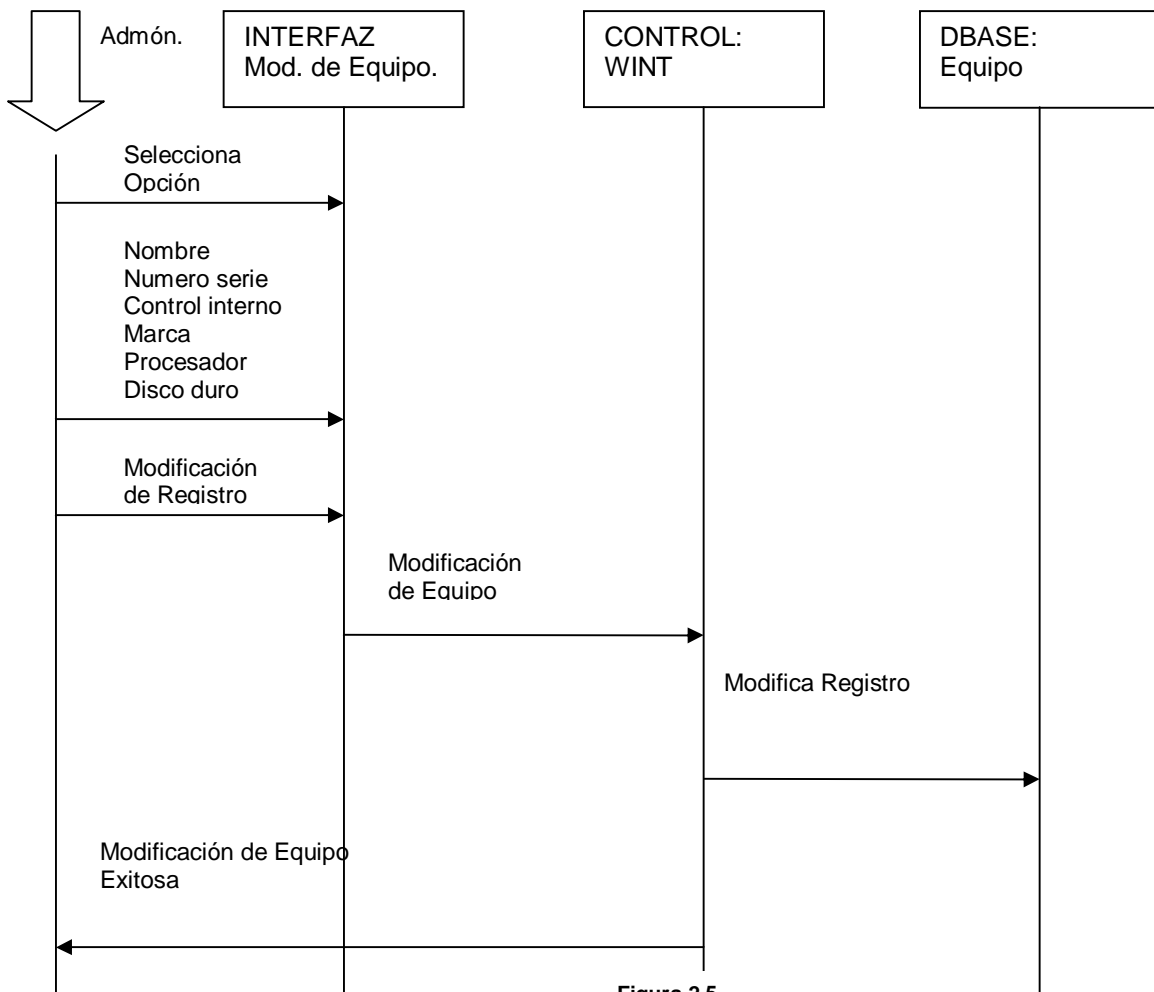 Admón.
INTERFAZ
Mod. de Equipo.
CONTROL:
WINT
DBASE:
Equipo
Selecciona
Opción
Nombre
Numero serie
Control interno
Marca
Procesador
Disco duro
Modificación
de Registro
Modificación
de Equipo
Modifica Registro
Modificación de Equipo
Exitosa
Figura 2.5